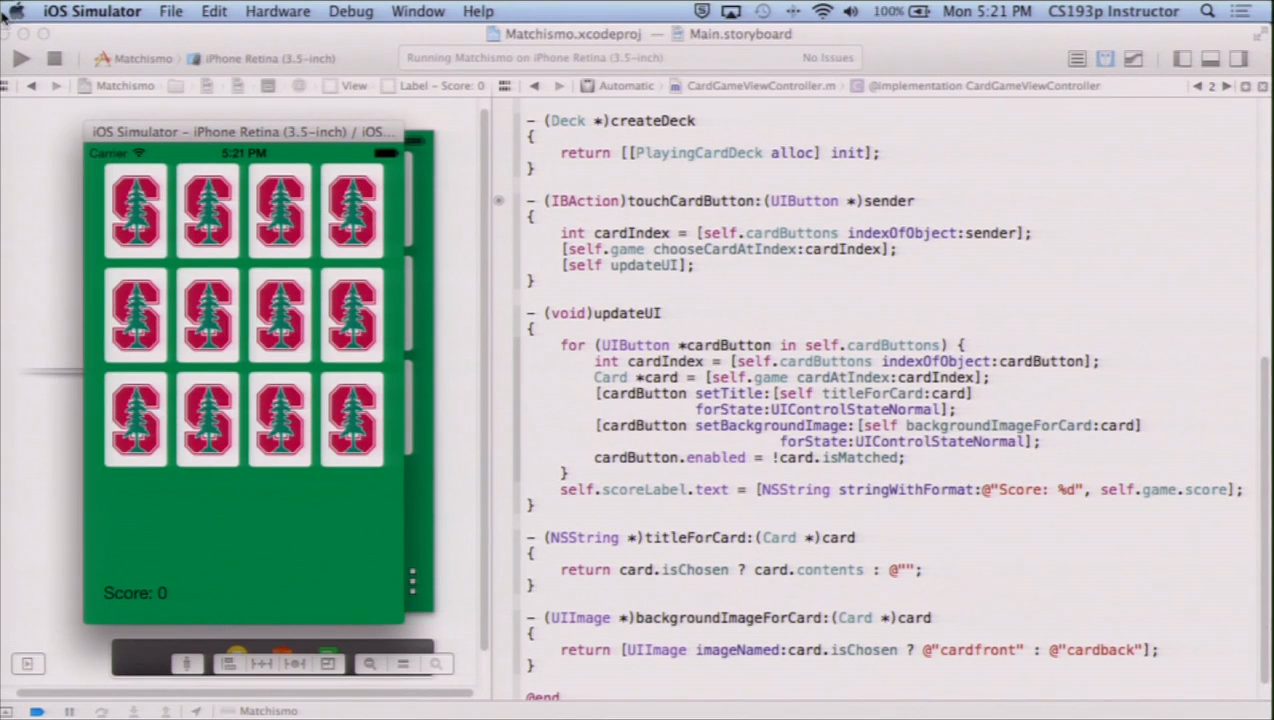 iOS Simulator File Edit Hardware Debug Window Help 100% Mon 5:21 PM CS193p Instructor
Matchismo.xcodeproj — Main.storyboard
Matchismo iPhone Retina (3.5-inch) Running Matchismo on iPhone Retina (3.5-inch) No Issues
Matchismo View Label – Score: 0 Automatic CardGameViewController.m @implementation CardGameViewController 2
iOS Simulator – iPhone Retina (3.5-inch) / iOS...
Carrier 5:21 PM
S S S S
S S S S
S S S S
Score: 0
- (Deck *)createDeck
{
return [[PlayingCardDeck alloc] init];
}
- (IBAction)touchCardButton:(UIButton *)sender
{
int cardIndex = [self.cardButtons indexOfObject:sender];
[self.game chooseCardAtIndex:cardIndex];
[self updateUI];
}
- (void)updateUI
{
for (UIButton *cardButton in self.cardButtons) {
int cardIndex = [self.cardButtons indexOfObject:cardButton];
Card *card = [self.game cardAtIndex:cardIndex];
[cardButton setTitle:[self titleForCard:card]
forState:UIControlStateNormal];
[cardButton setBackgroundImage:[self backgroundImageForCard:card]
forState:UIControlStateNormal];
cardButton.enabled = !card.isMatched;
}
self.scoreLabel.text = [NSString stringWithFormat:@"Score: %d", self.game.score];
}
- (NSString *)titleForCard:(Card *)card
{
return card.isChosen ? card.contents : @"";
}
- (UIImage *)backgroundImageForCard:(Card *)card
{
return [UIImage imageNamed:card.isChosen ? @"cardfront" : @"cardback"];
}
@end
Matchismo